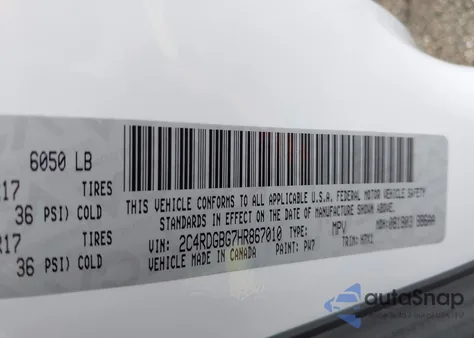 6050 LB
R17 TIRES
36 PSI) COLD
R17 TIRES
36 PSI) COLD
THIS VEHICLE CONFORMS TO ALL APPLICABLE U.S.A. FEDERAL MOTOR VEHICLE SAFETY
STANDARDS IN EFFECT ON THE DATE OF MANUFACTURE SHOWN ABOVE.
VIN: 2C4RDGBG7HR867010 MPV
VEHICLE MADE IN CANADA PAINT: PW7 TRIM:
autoSnap